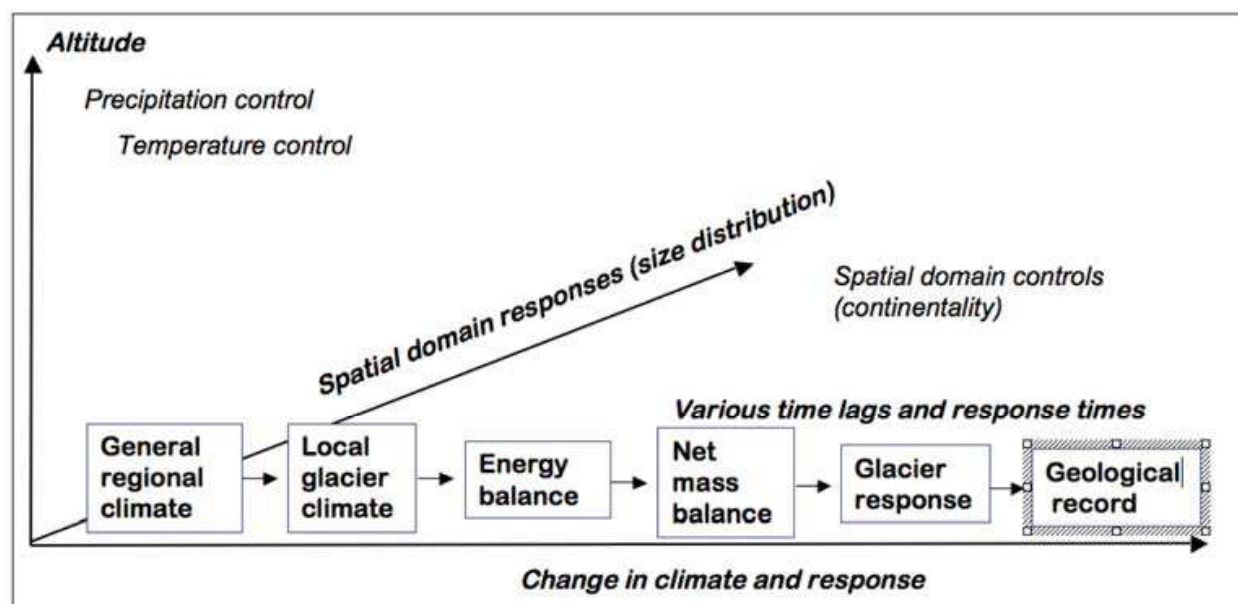 Altitude
Precipitation control
Temperature control
Spatial domain responses (size distribution)
Spatial domain controls
(continentality)
Various time lags and response times
General
regional
climate
Local
glacier
climate
Energy
balance
Net
mass
balance
Glacier
response
Geological
record
Change in climate and response